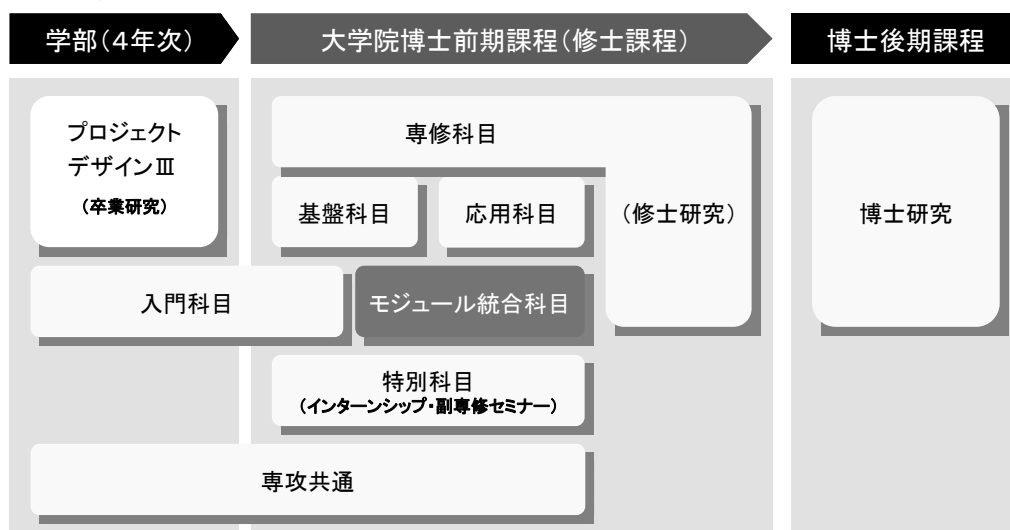 学部（４年次）
大学院博士前期課程（修士課程）
博士後期課程
プロジェクト
デザインⅢ
（卒業研究）
専修科目
基盤科目
応用科目
（修士研究）
博士研究
入門科目
モジュール統合科目
特別科目
（インターンシップ・副専修セミナー）
専攻共通